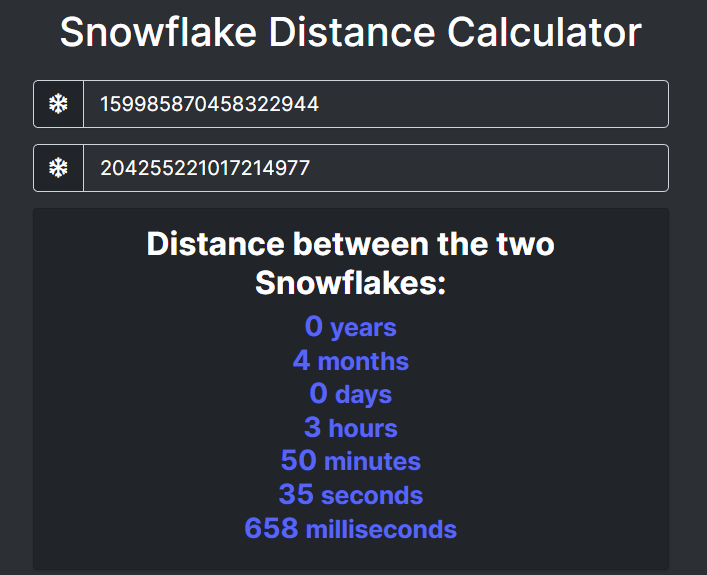 Snowflake Distance Calculator
159985870458322944
204255221017214977
Distance between the two
Snowflakes:
0 years
4 months
0 days
3 hours
50 minutes
35 seconds
658 milliseconds